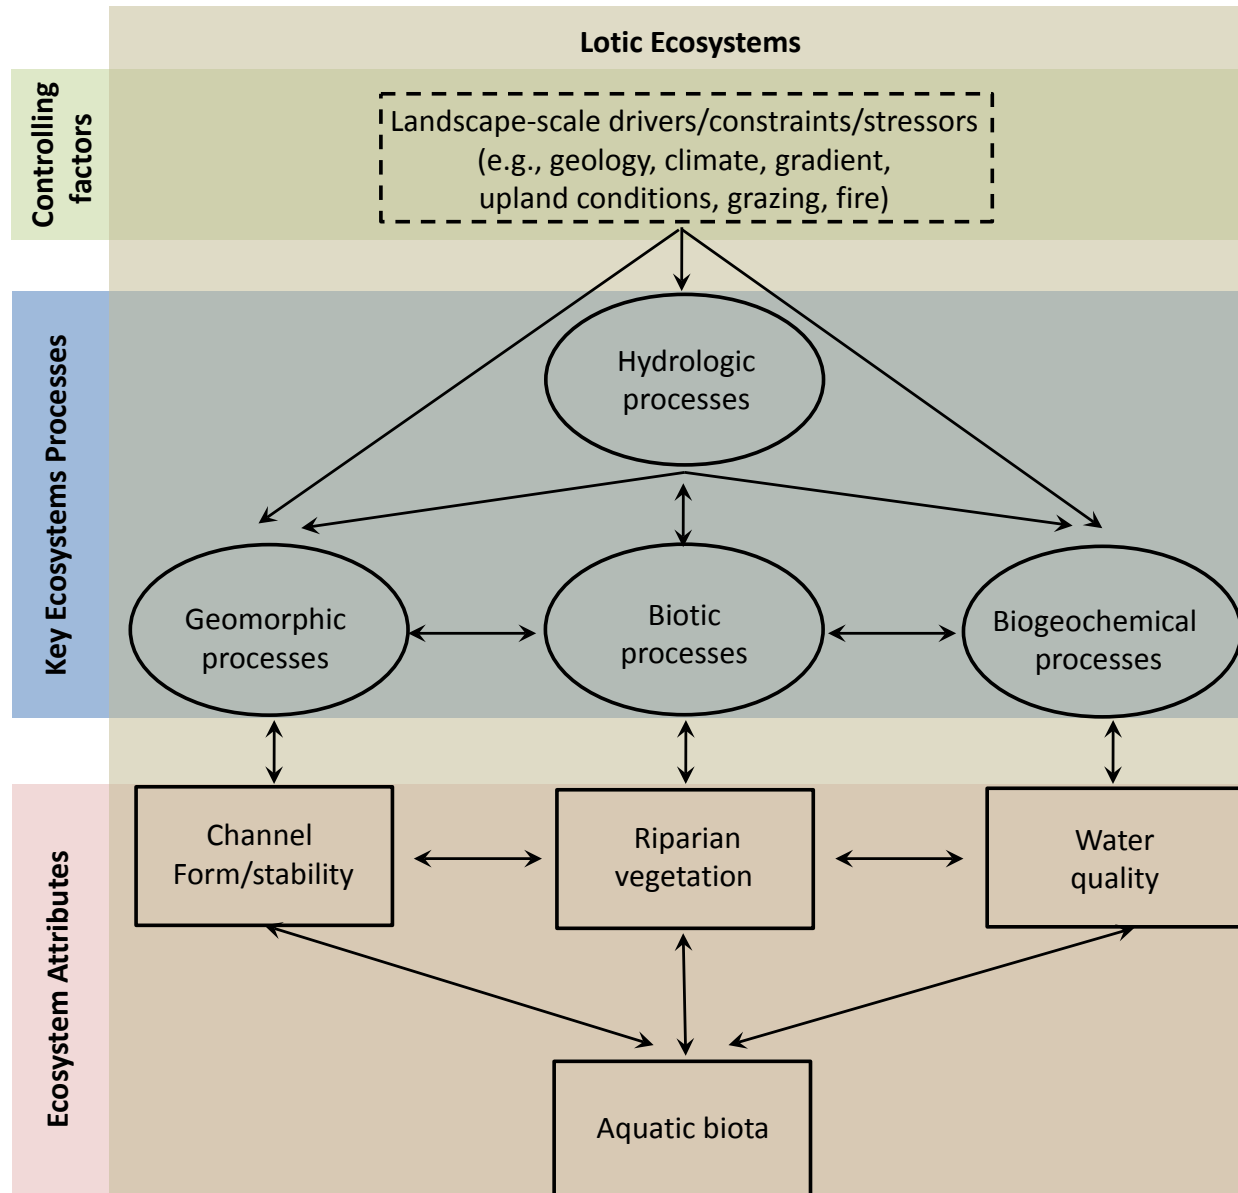 Lotic Ecosystems
Controlling
factors
Landscape-scale drivers/constraints/stressors
(e.g., geology, climate, gradient,
upland conditions, grazing, fire)
Key Ecosystems Processes
Hydrologic
processes
Geomorphic
processes
Biotic
processes
Biogeochemical
processes
Ecosystem Attributes
Channel
Form/stability
Riparian
vegetation
Water
quality
Aquatic biota